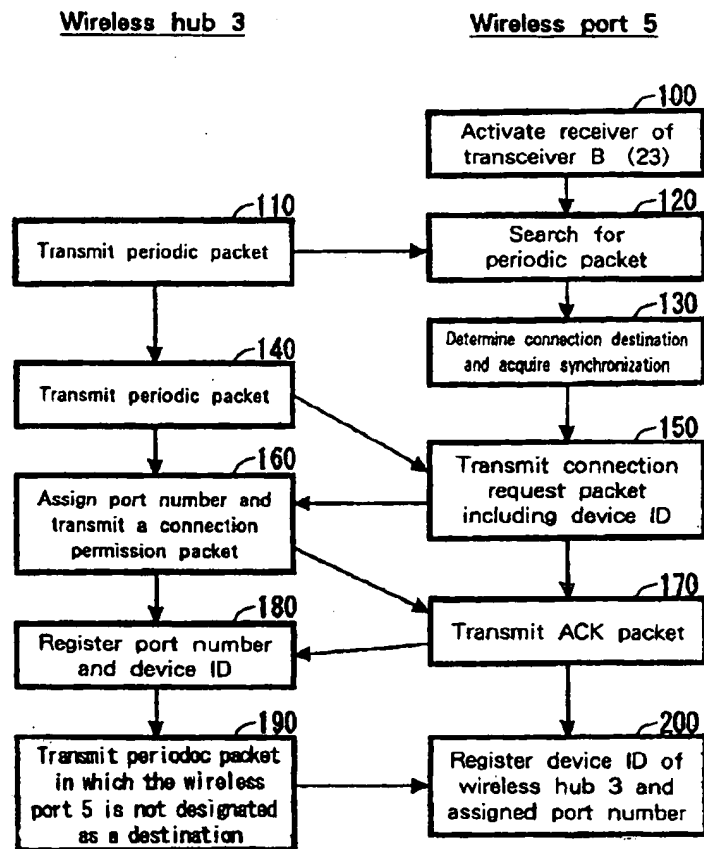 Wireless hub 3
Wireless port 5
100
Activate receiver of
transceiver B (23)
110
Transmit periodic packet
120
Search for
periodic packet
130
Determine connection destination
and acquire synchronization
140
Transmit periodic packet
150
Transmit connection
request packet
including device ID
160
Assign port number and
transmit a connection
permission packet
170
Transmit ACK packet
180
Register port number
and device ID
190
Transmit periodoc packet
in which the wireless
port 5 is not designated
as a destination
200
Register device ID of
wireless hub 3 and
assigned port number